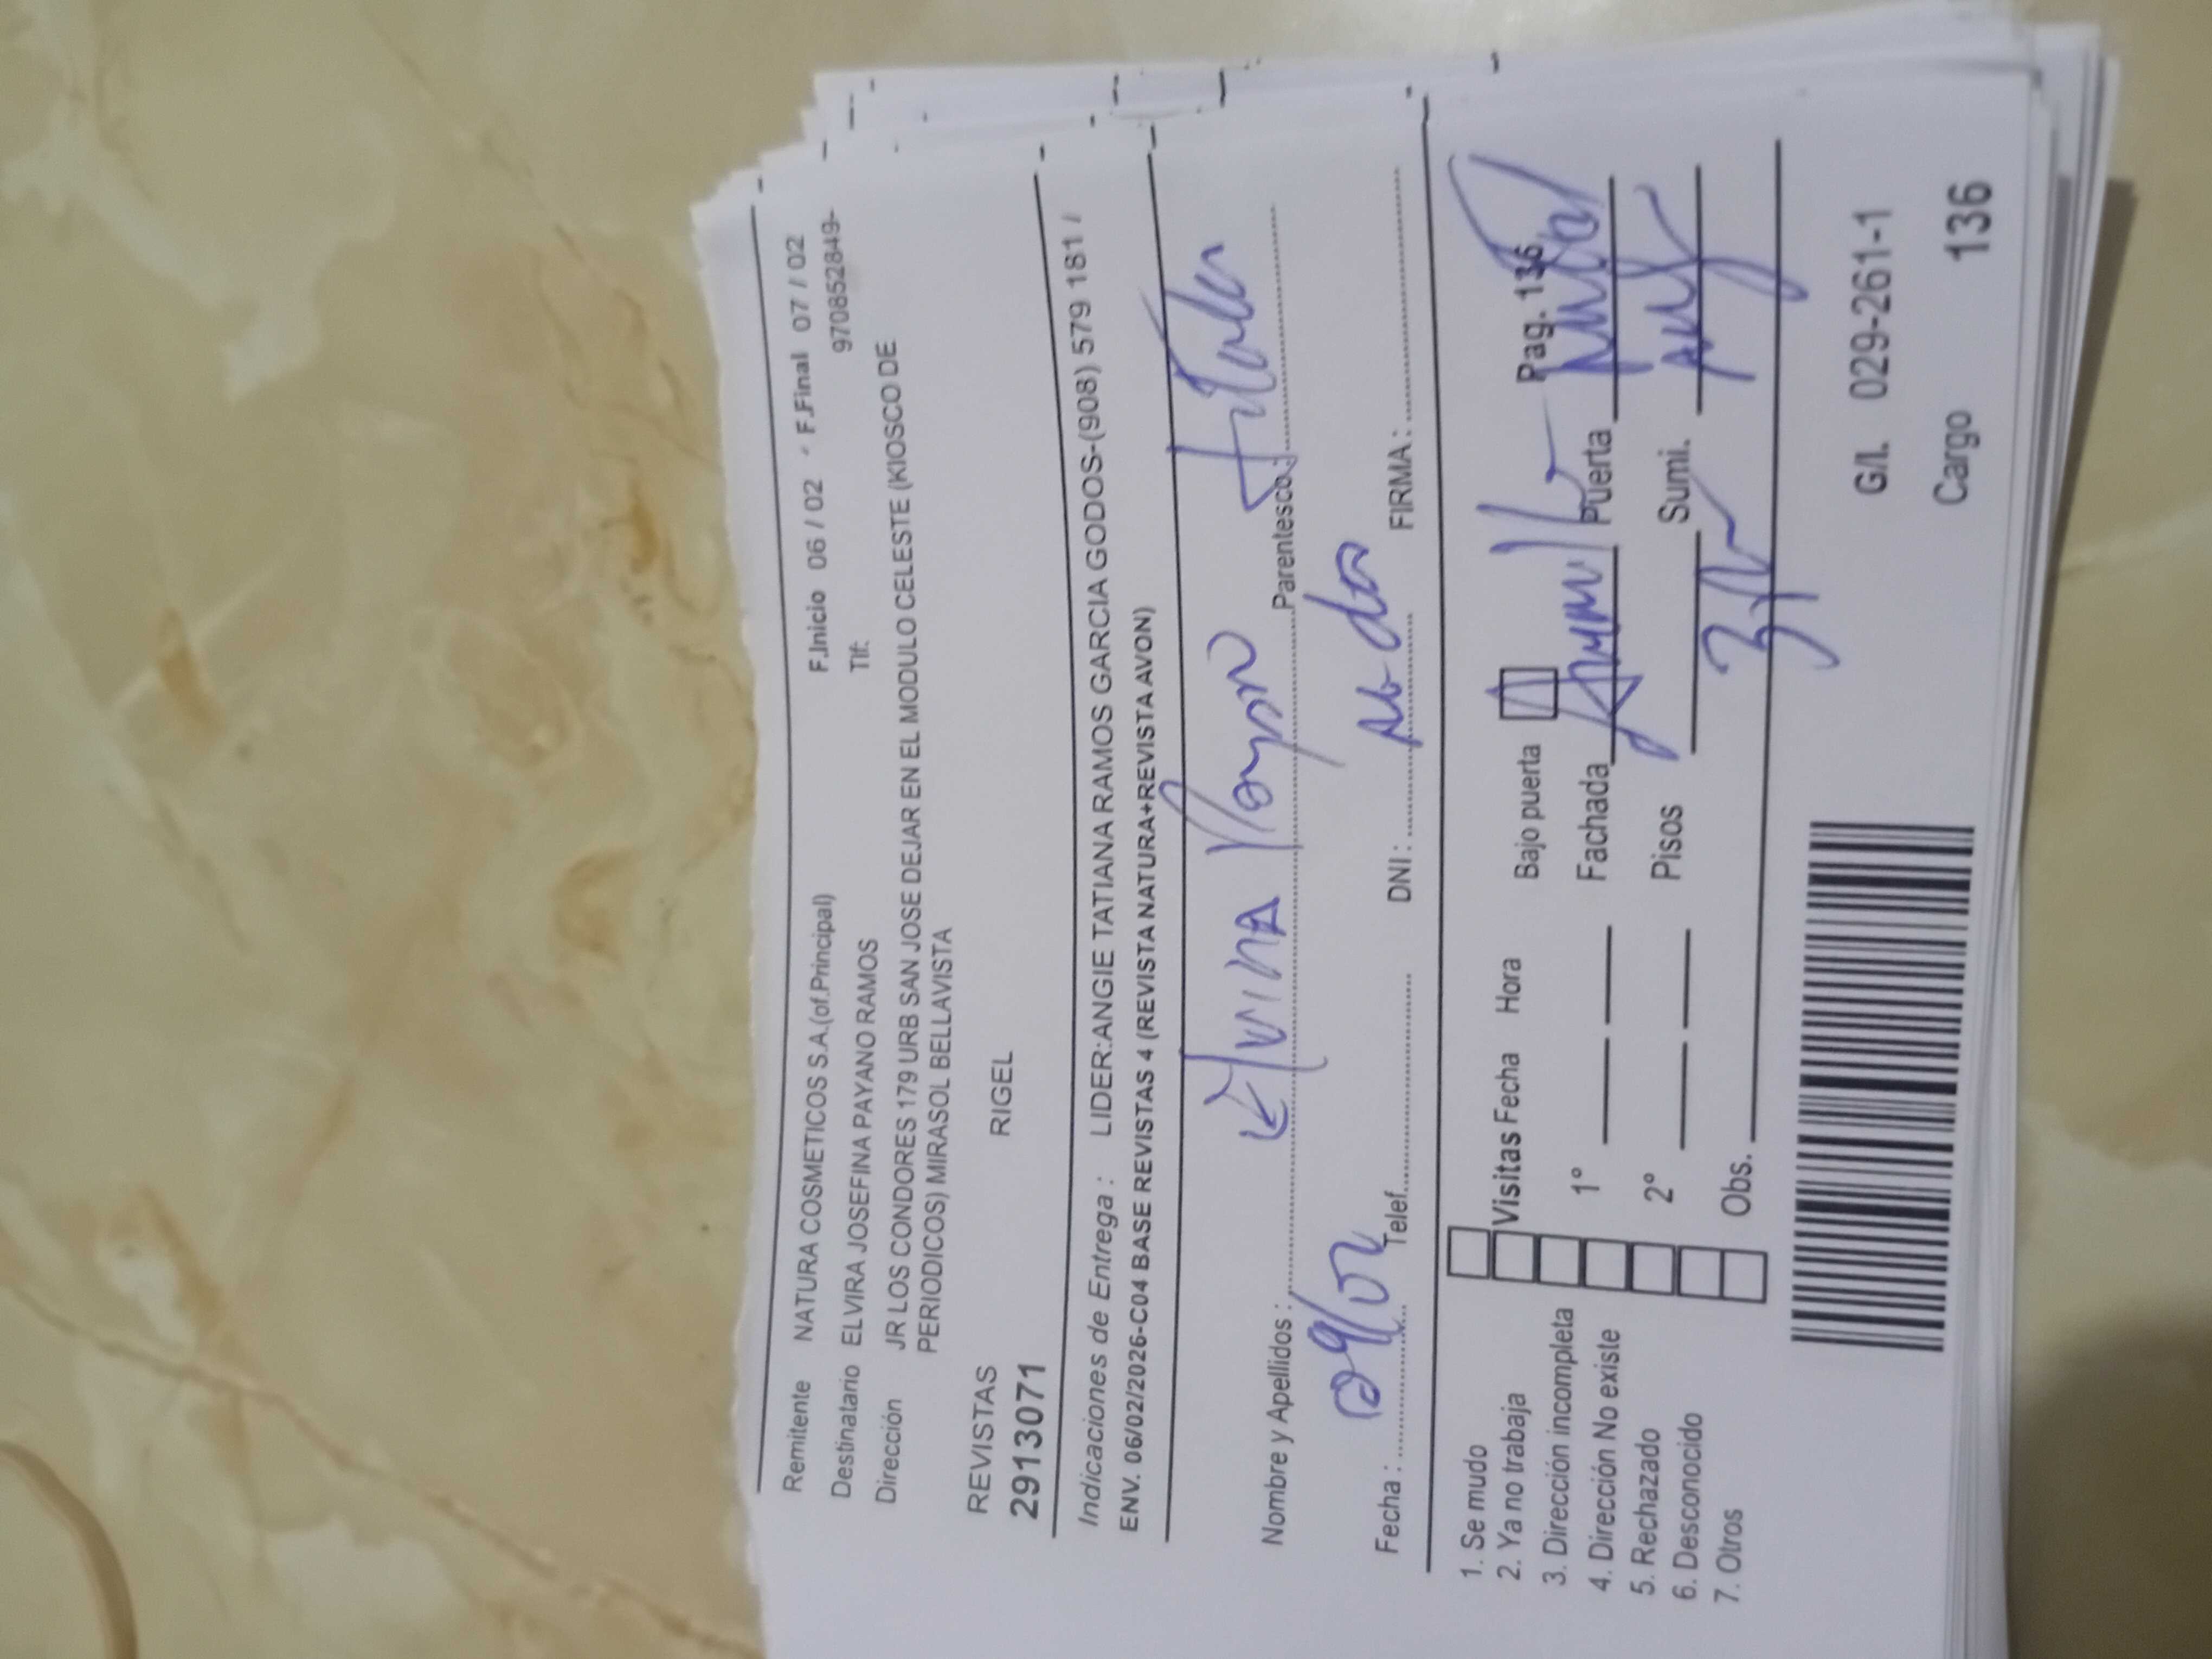 Remitente NATURA COSMETICOS S.A.(of.Principal) F.Inicio 06 / 02 F.Final 07 / 02
Destinatario ELVIRA JOSEFINA PAYANO RAMOS Tlf. 970852849-
Dirección JR LOS CONDORES 179 URB SAN JOSE DEJAR EN EL MODULO CELESTE (KIOSCO DE
PERIODICOS) MIRASOL BELLAVISTA
REVISTAS RIGEL
2913071
Indicaciones de Entrega : LIDER:ANGIE TATIANA RAMOS GARCIA GODOS-(908) 579 181 /
ENV. 06/02/2026-C04 BASE REVISTAS 4 (REVISTA NATURA+REVISTA AVON)
Nombre y Apellidos : Parentesco : titular
Fecha : 09/02 Telef. DNI : FIRMA :
1. Se mudo
2. Ya no trabaja
3. Dirección incompleta
4. Dirección No existe
5. Rechazado
6. Desconocido
7. Otros
Visitas Fecha Hora
1°
2°
Obs.
Bajo puerta Pag. 136
Fachada Puerta
Pisos Sumi.
G/L 029-261-1
Cargo 136